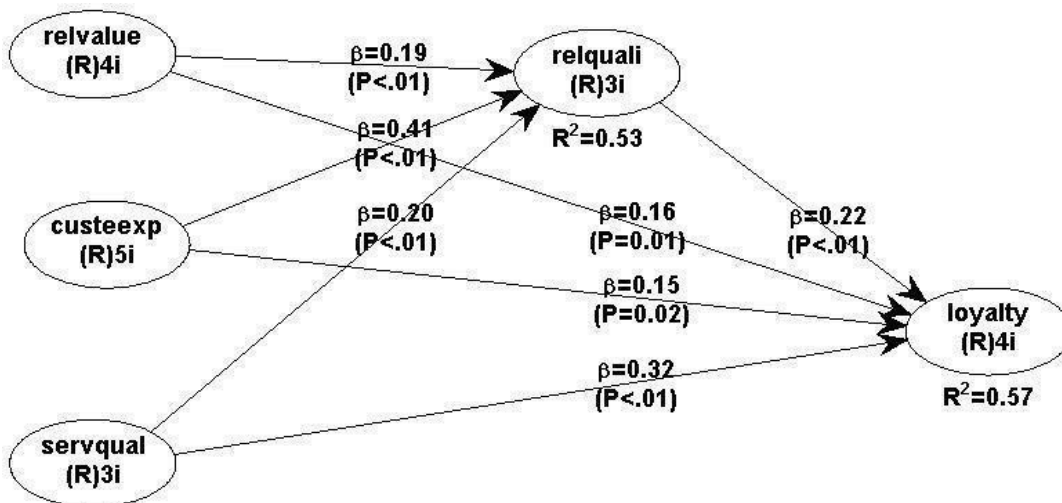 relvalue
(R)4i
β=0.19
(P<.01)
relquali
(R)3i
R²=0.53
β=0.41
(P<.01)
custeexp
(R)5i
β=0.20
(P<.01)
β=0.16
(P=0.01)
β=0.22
(P<.01)
β=0.15
(P=0.02)
loyalty
(R)4i
R²=0.57
β=0.32
(P<.01)
servqual
(R)3i